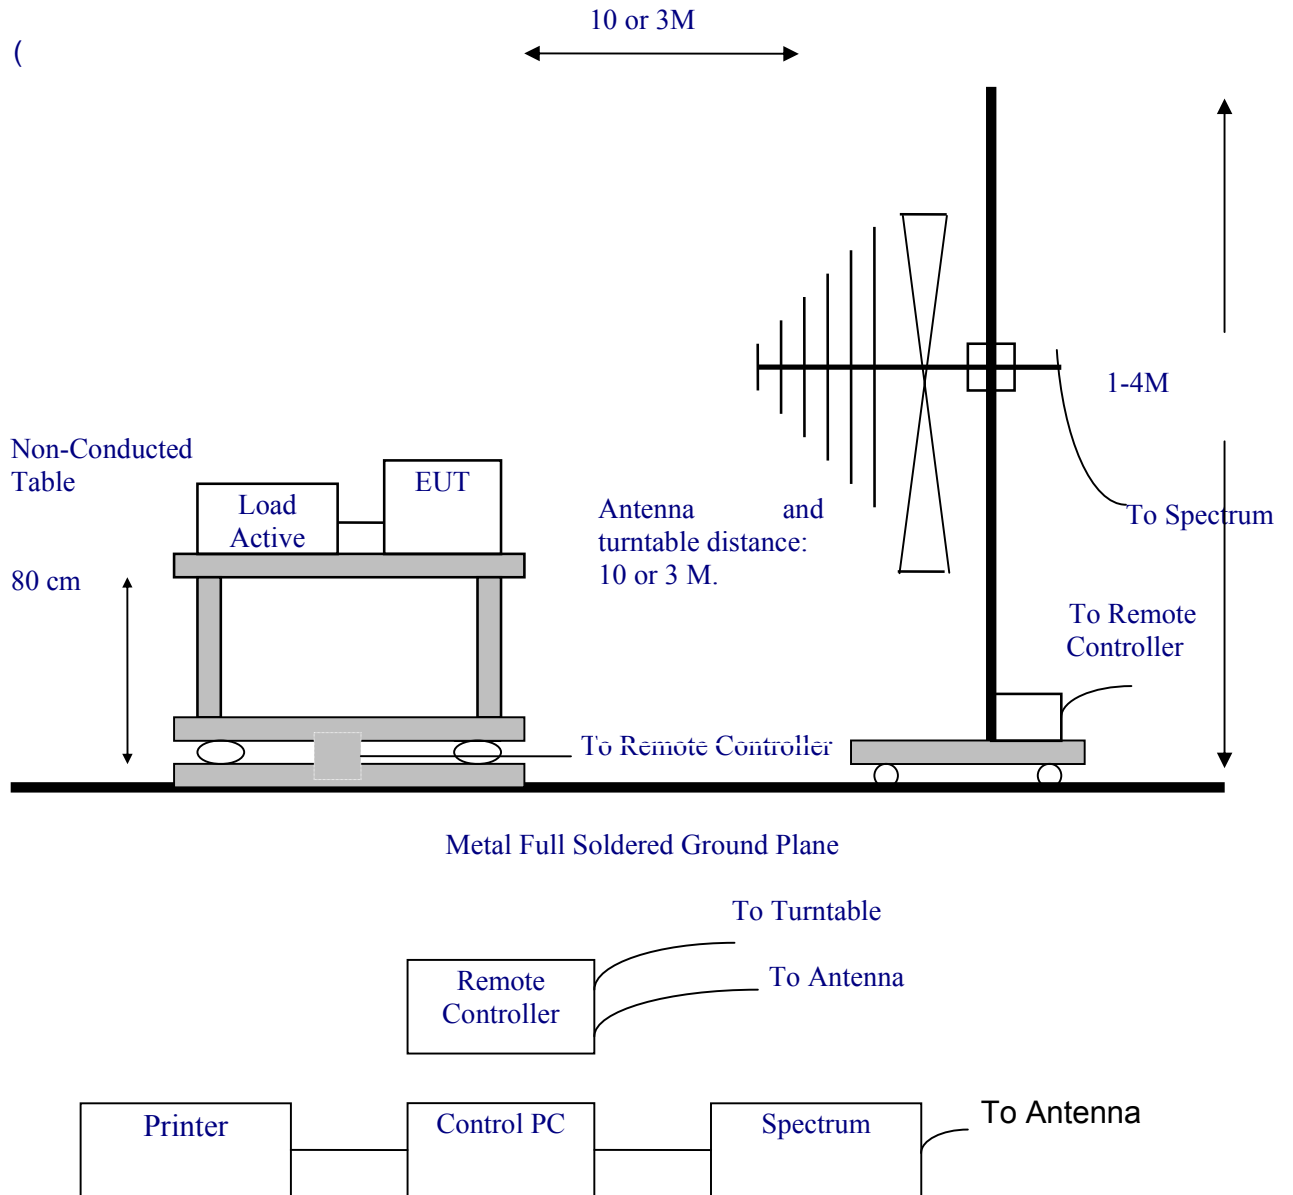 10 or 3M
(
1-4M
Non-Conducted
Table
EUT
Load
Active
Antenna and
turntable distance:
10 or 3 M.
To Spectrum
80 cm
To Remote
Controller
To Remote Controller
Metal Full Soldered Ground Plane
To Turntable
To Antenna
Remote
Controller
Printer
Control PC
Spectrum
To Antenna